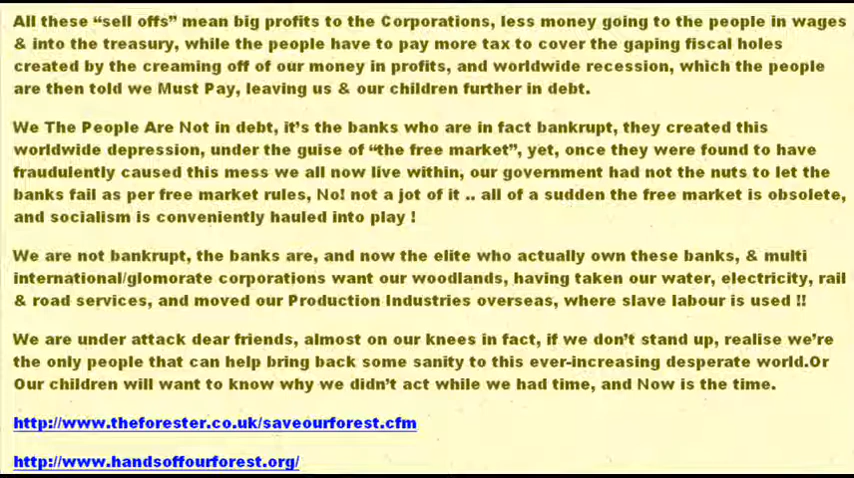 All these “sell offs” mean big profits to the Corporations, less money going to the people in wages
& into the treasury, while the people have to pay more tax to cover the gaping fiscal holes
created by the creaming off of our money in profits, and worldwide recession, which the people
are then told we Must Pay, leaving us & our children further in debt.
We The People Are Not in debt, it’s the banks who are in fact bankrupt, they created this
worldwide depression, under the guise of “the free market”, yet, once they were found to have
fraudulently caused this mess we all now live within, our government had not the nuts to let the
banks fail as per free market rules, No! not a jot of it .. all of a sudden the free market is obsolete,
and socialism is conveniently hauled into play !
We are not bankrupt, the banks are, and now the elite who actually own these banks, & multi
international/glomorate corporations want our woodlands, having taken our water, electricity, rail
& road services, and moved our Production Industries overseas, where slave labour is used !!
We are under attack dear friends, almost on our knees in fact, if we don’t stand up, realise we’re
the only people that can help bring back some sanity to this ever-increasing desperate world.Or
Our children will want to know why we didn’t act while we had time, and Now is the time.
http://www.theforester.co.uk/saveourforest.cfm
http://www.handsoffourforest.org/